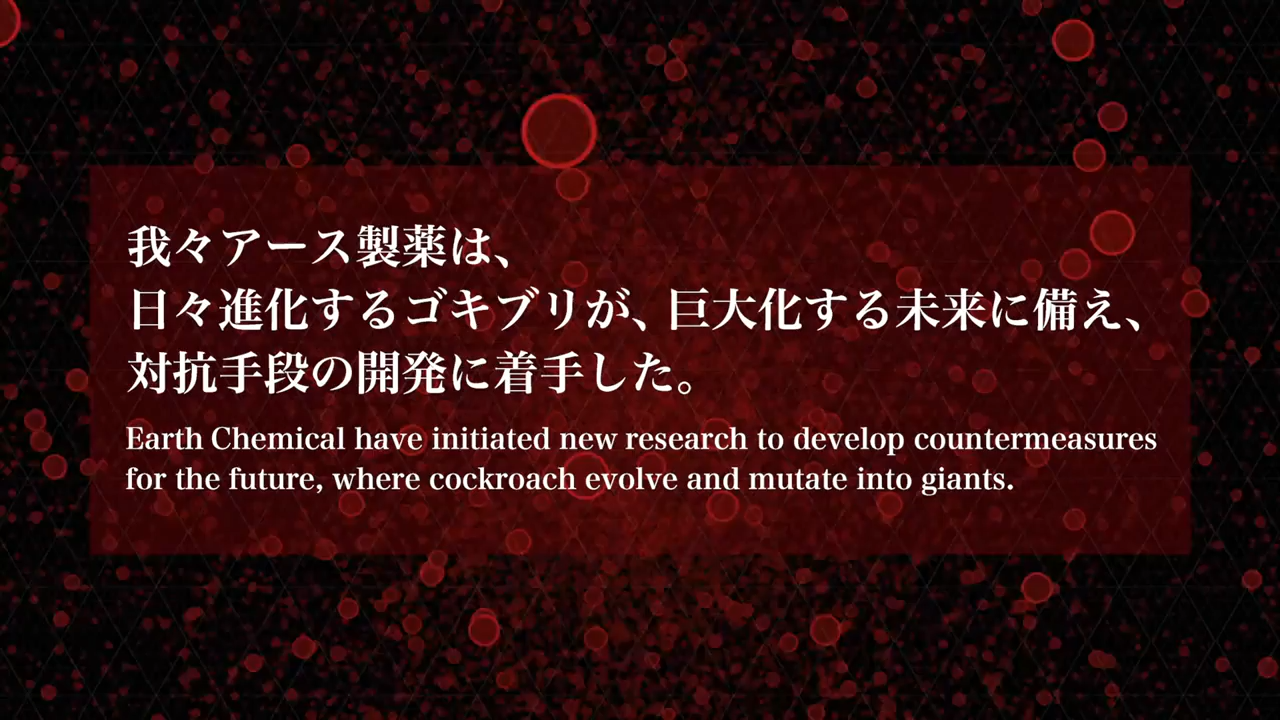 我々アース製薬は、
日々進化するゴキブリが、巨大化する未来に備え、
対抗手段の開発に着手した。
Earth Chemical have initiated new research to develop countermeasures
for the future, where cockroach evolve and mutate into giants.